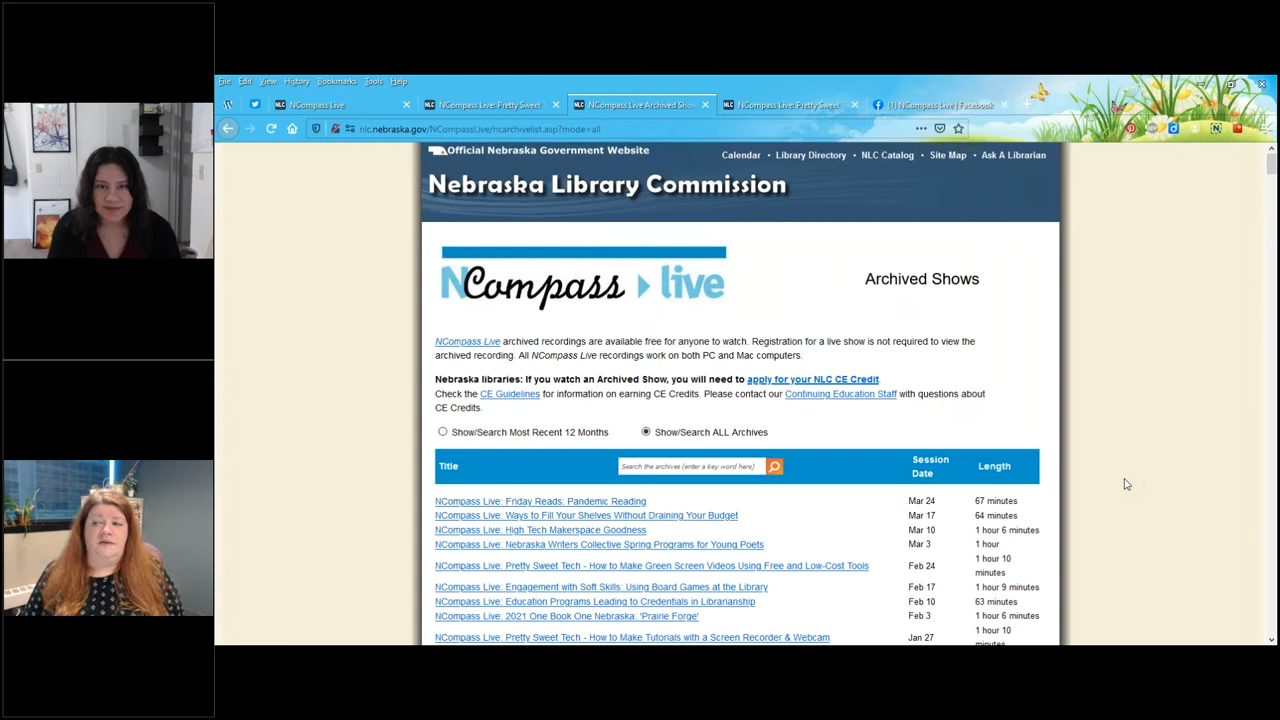 File Edit View History Bookmarks Tools Help
NLC NCompass Live × NLC NCompass Live: Pretty Sweet × NLC NCompass Live Archived Show × NLC NCompass Live: Pretty Sweet × (1) NCompass Live | Facebook ×
nlc.nebraska.gov/NCompassLive/ncarchivelist.asp?mode=all
Official Nebraska Government Website
Calendar • Library Directory • NLC Catalog • Site Map • Ask A Librarian
Nebraska Library Commission
NCompass live
Archived Shows
NCompass Live archived recordings are available free for anyone to watch. Registration for a live show is not required to view the
archived recording. All NCompass Live recordings work on both PC and Mac computers.
Nebraska libraries: If you watch an Archived Show, you will need to apply for your NLC CE Credit.
Check the CE Guidelines for information on earning CE Credits. Please contact our Continuing Education Staff with questions about
CE Credits.
Show/Search Most Recent 12 Months Show/Search ALL Archives
Title Search the archives (enter a key word here) Session Date Length
NCompass Live: Friday Reads: Pandemic Reading Mar 24 67 minutes
NCompass Live: Ways to Fill Your Shelves Without Draining Your Budget Mar 17 64 minutes
NCompass Live: High Tech Makerspace Goodness Mar 10 1 hour 6 minutes
NCompass Live: Nebraska Writers Collective Spring Programs for Young Poets Mar 3 1 hour
NCompass Live: Pretty Sweet Tech - How to Make Green Screen Videos Using Free and Low-Cost Tools Feb 24 1 hour 10 minutes
NCompass Live: Engagement with Soft Skills: Using Board Games at the Library Feb 17 1 hour 9 minutes
NCompass Live: Education Programs Leading to Credentials in Librarianship Feb 10 63 minutes
NCompass Live: 2021 One Book One Nebraska: 'Prairie Forge' Feb 3 1 hour 6 minutes
NCompass Live: Pretty Sweet Tech - How to Make Tutorials with a Screen Recorder & Webcam Jan 27 1 hour 10 minutes